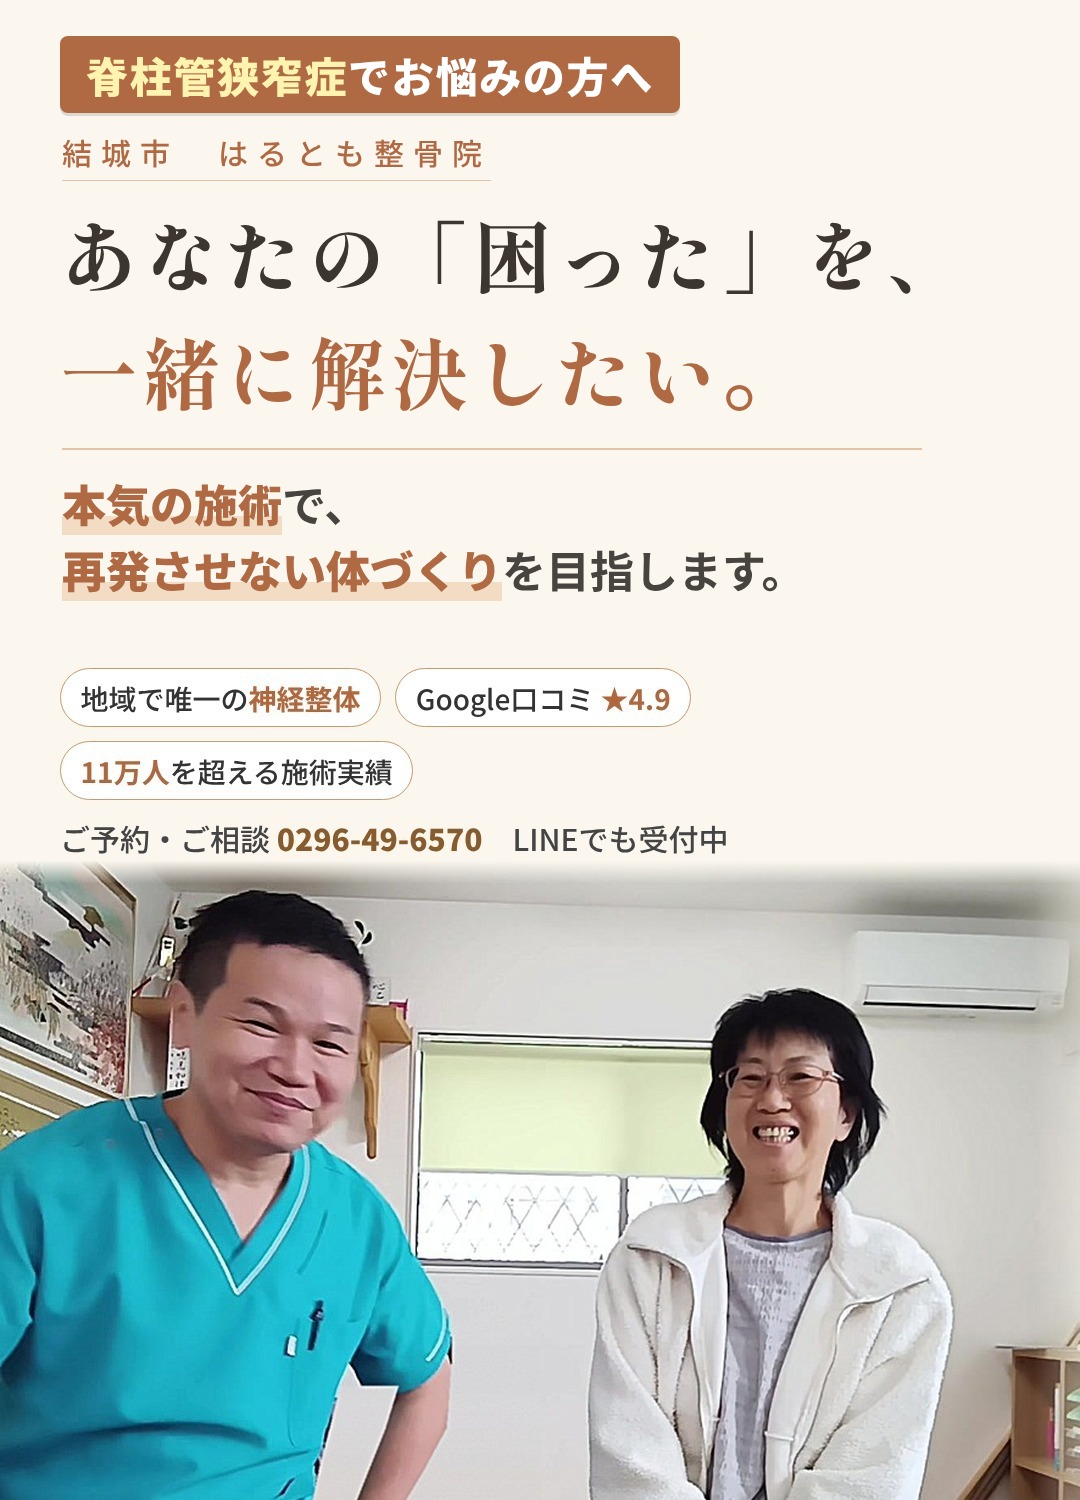 脊柱管狭窄症でお悩みの方へ
結城市　はるとも整骨院
あなたの「困った」を、
一緒に解決したい。
本気の施術で、
再発させない体づくりを目指します。
地域で唯一の神経整体
Google口コミ ★4.9
11万人を超える施術実績
ご予約・ご相談 0296-49-6570　LINEでも受付中